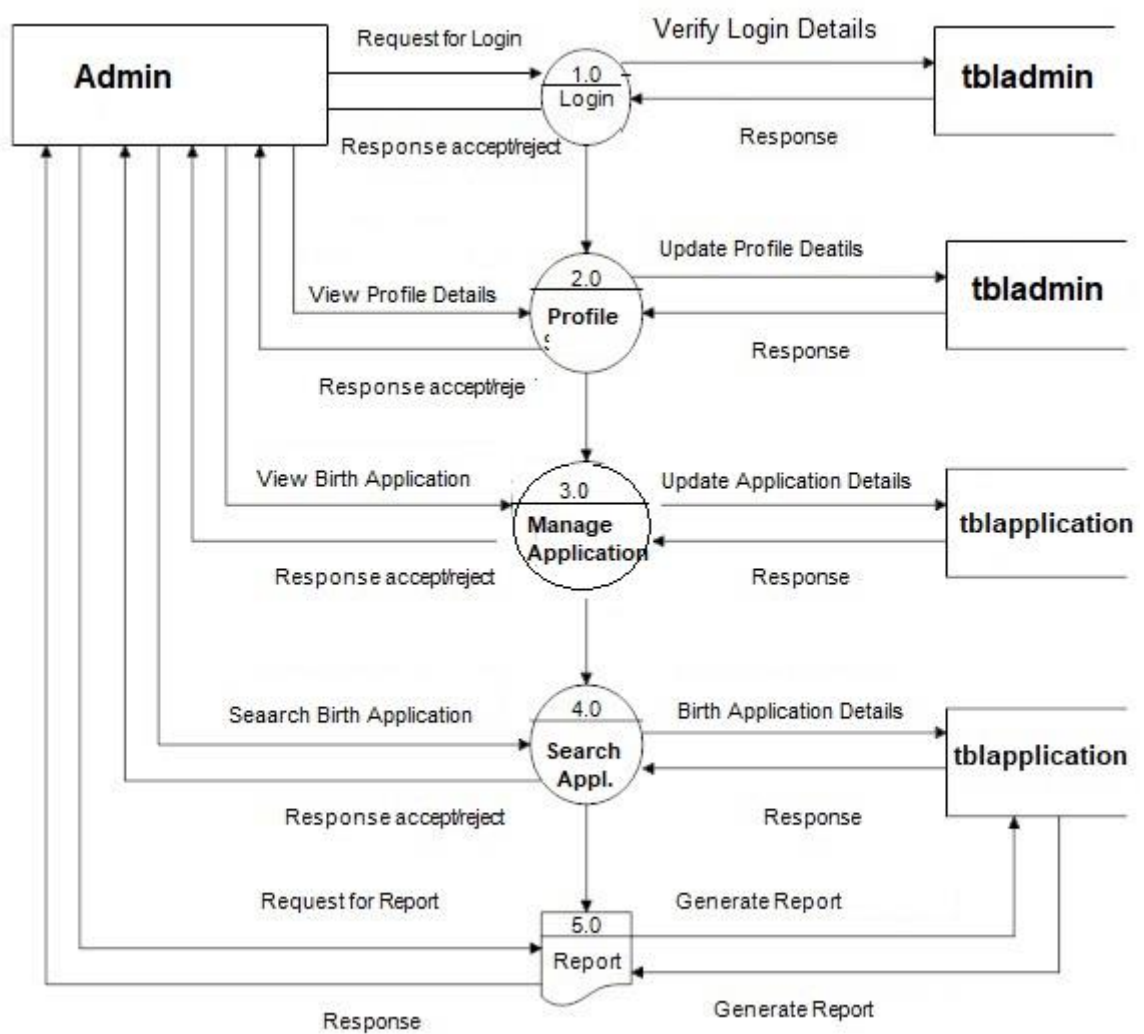 Request for Login
Verify Login Details
Admin
1.0
Login
tbladmin
Response accept/reject
Response
Update Profile Deatils
2.0
View Profile Details
Profile
tbladmin
Response
Response accept/reje
View Birth Application
3.0
Update Application Details
Manage
Application
tblapplication
Response accept/reject
Response
Seaarch Birth Application
4.0
Birth Application Details
Search
Appl.
tblapplication
Response accept/reject
Response
Request for Report
Generate Report
5.0
Report
Generate Report
Response